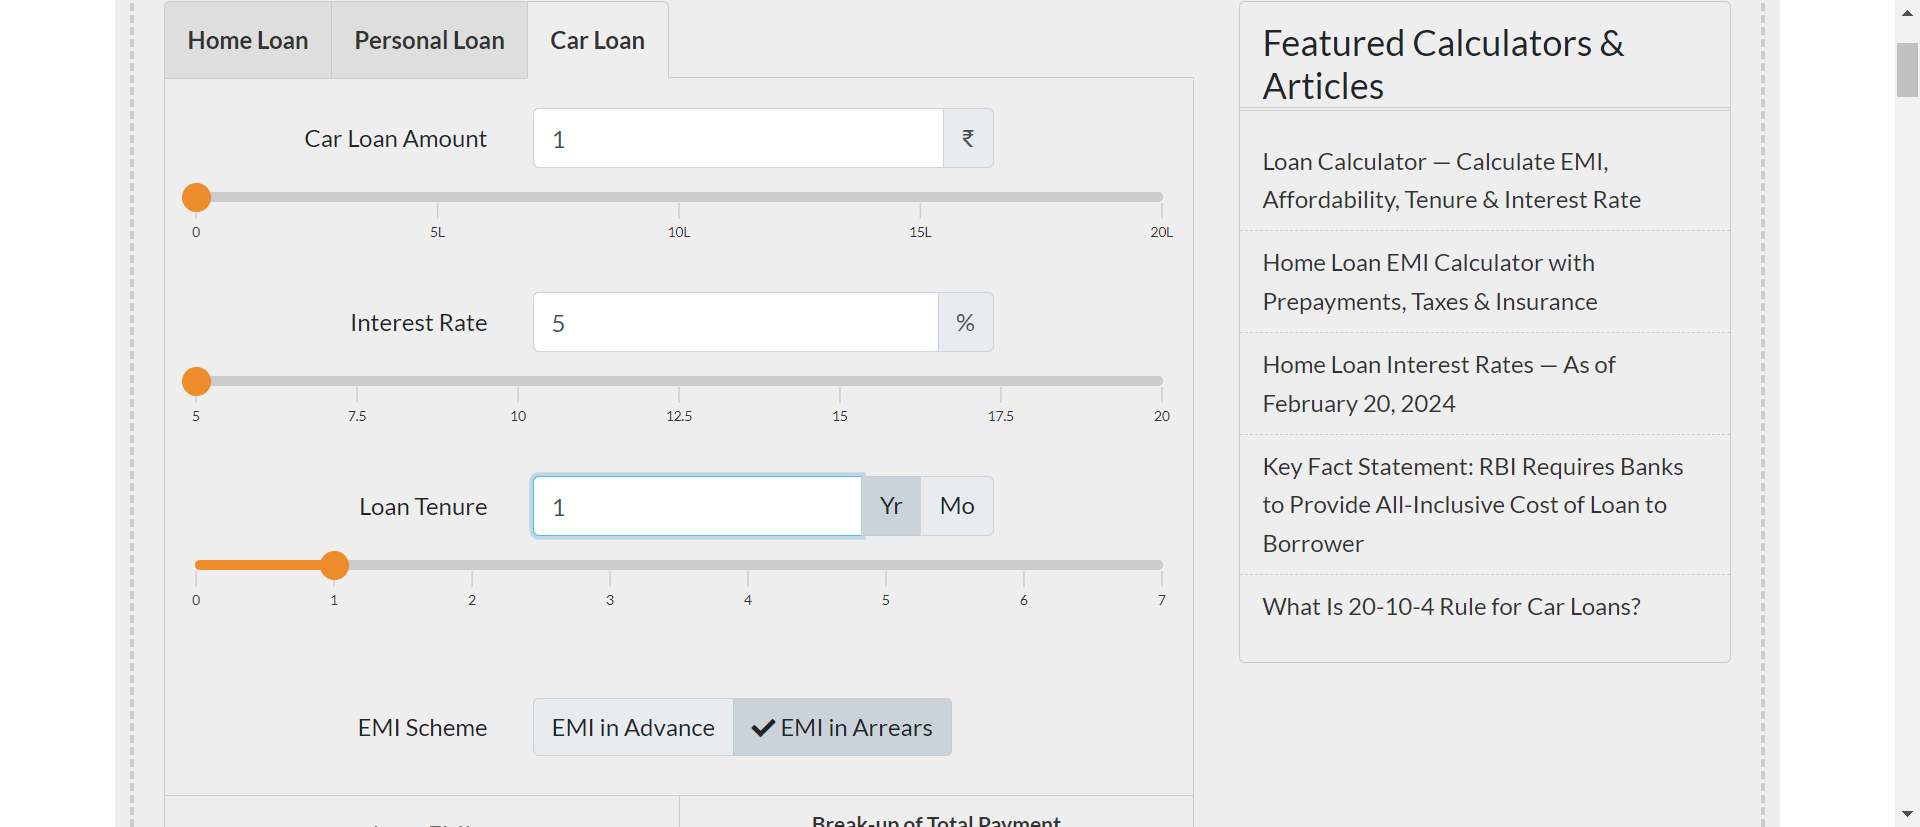 Home Loan
Personal Loan
Car Loan
Car Loan Amount
1
₹
0
5L
10L
15L
20L
Interest Rate
5
%
5
7.5
10
12.5
15
17.5
20
Loan Tenure
1
Yr
Mo
0
1
2
3
4
5
6
7
EMI Scheme
EMI in Advance
EMI in Arrears
Break-up of Total Payment
Featured Calculators &
Articles
Loan Calculator — Calculate EMI,
Affordability, Tenure & Interest Rate
Home Loan EMI Calculator with
Prepayments, Taxes & Insurance
Home Loan Interest Rates — As of
February 20, 2024
Key Fact Statement: RBI Requires Banks
to Provide All-Inclusive Cost of Loan to
Borrower
What Is 20-10-4 Rule for Car Loans?